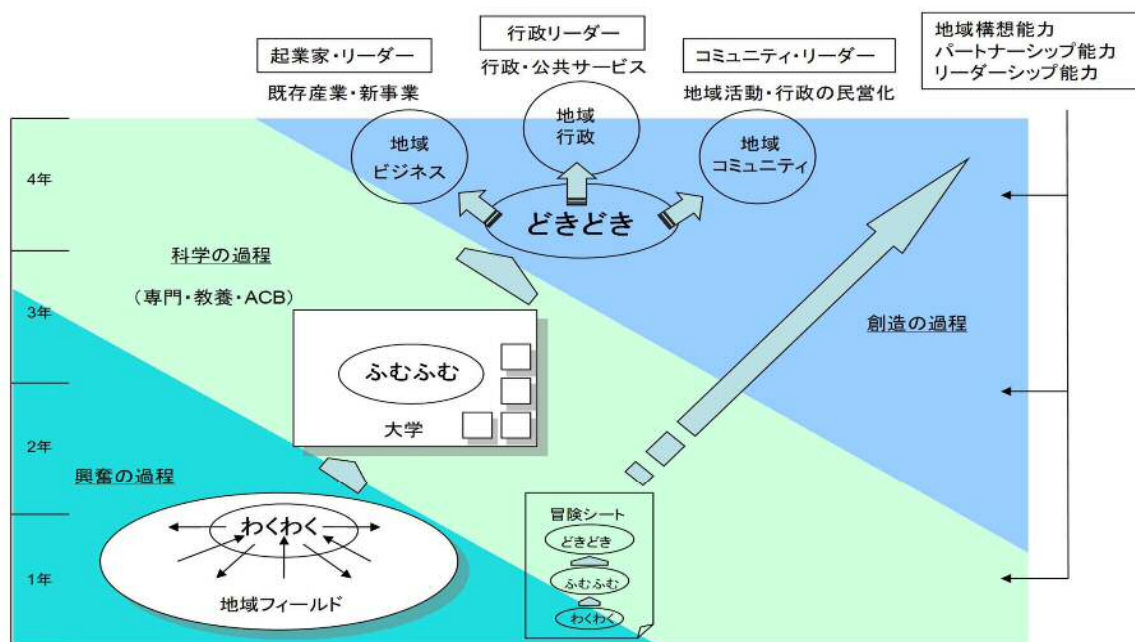 起業家・リーダー
既存産業・新事業
行政リーダー
行政・公共サービス
コミュニティ・リーダー
地域活動・行政の民営化
地域構想能力
パートナーシップ能力
リーダーシップ能力
地域
ビジネス
地域
行政
地域
コミュニティ
どきどき
4年
科学の過程
(専門・教養・ACB)
3年
創造の過程
ふむふむ
大学
2年
興奮の過程
わくわく
地域フィールド
1年
冒険シート
どきどき
ふむふむ
わくわく